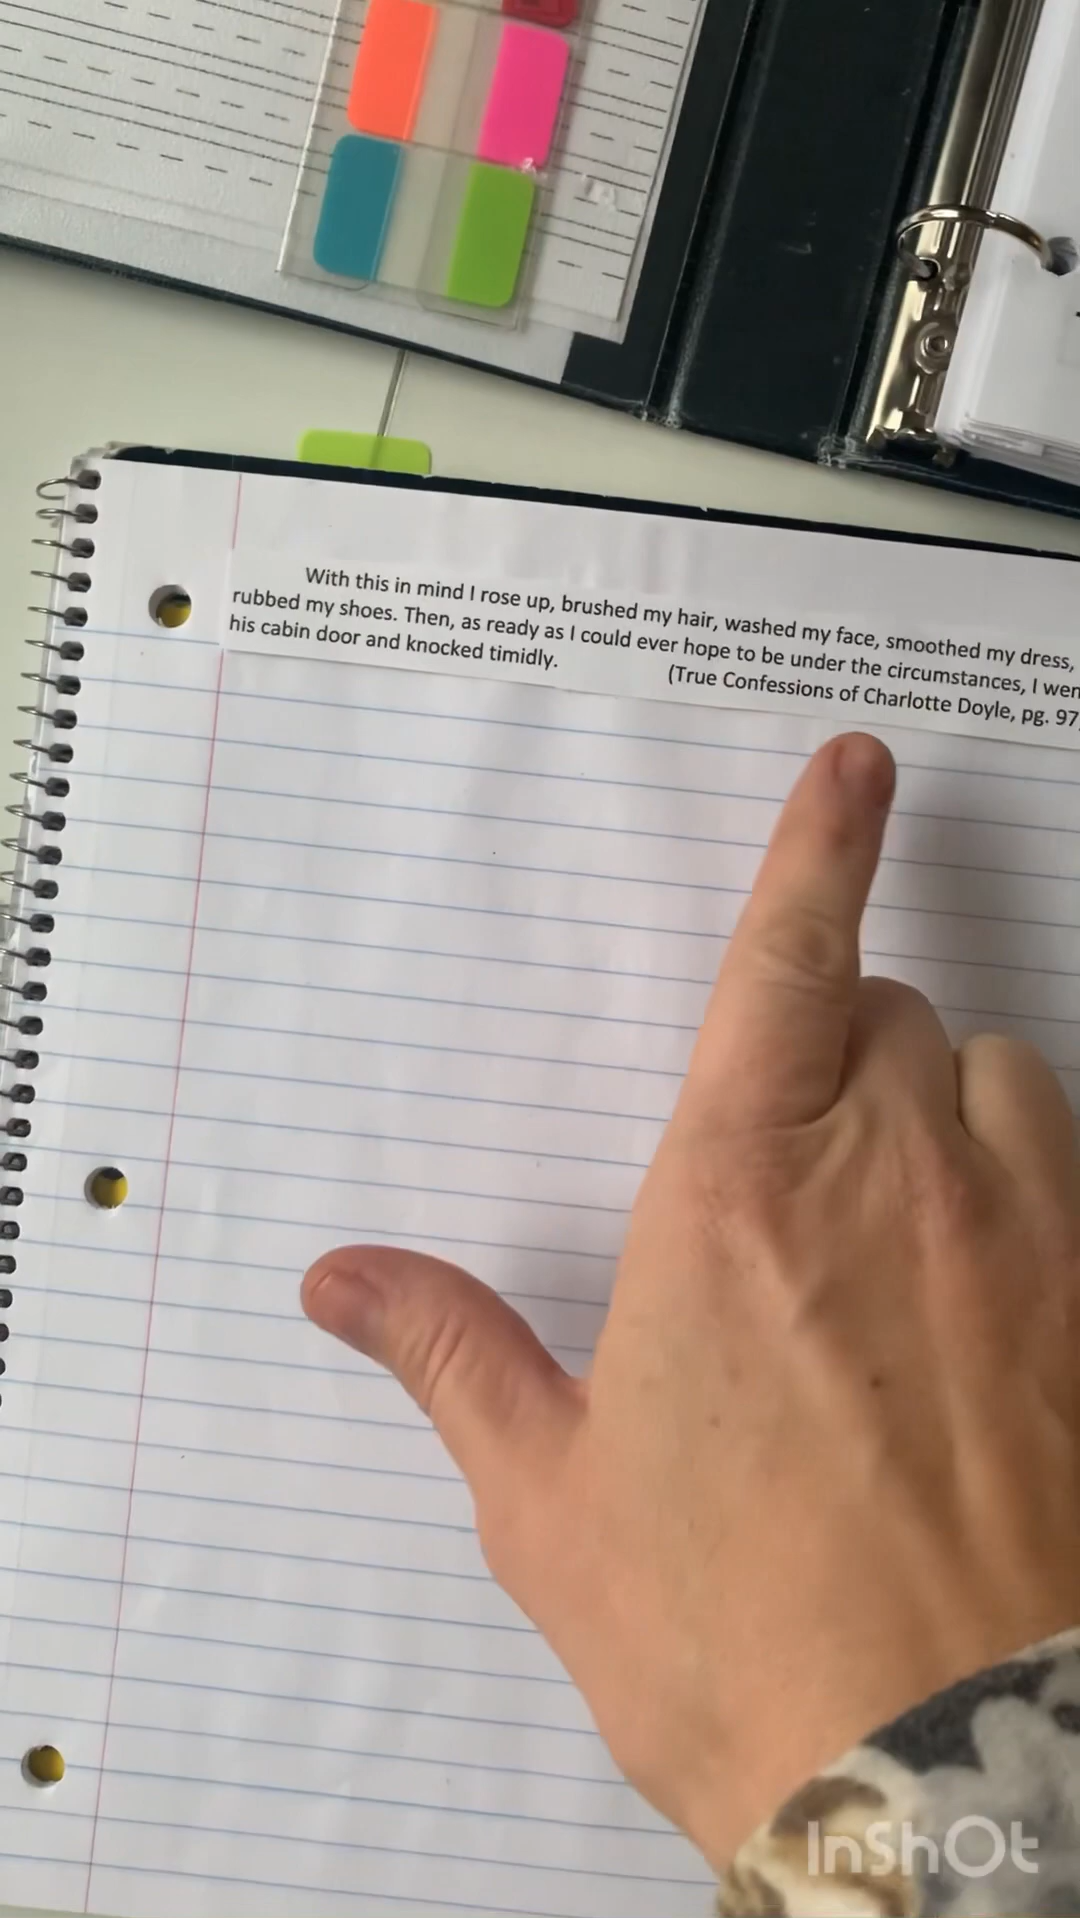 With this in mind I rose up, brushed my hair, washed my face, smoothed my dress,
rubbed my shoes. Then, as ready as I could ever hope to be under the circumstances, I
his cabin door and knocked timidly.
(True Confessions of Charlotte Doyle, pg. 97
InShOt